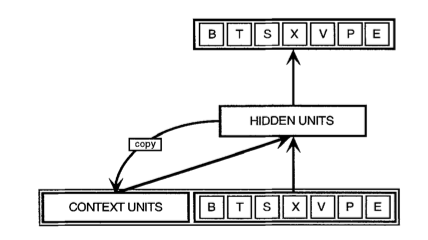 B T S X V P E
HIDDEN UNITS
copy
CONTEXT UNITS B T S X V P E